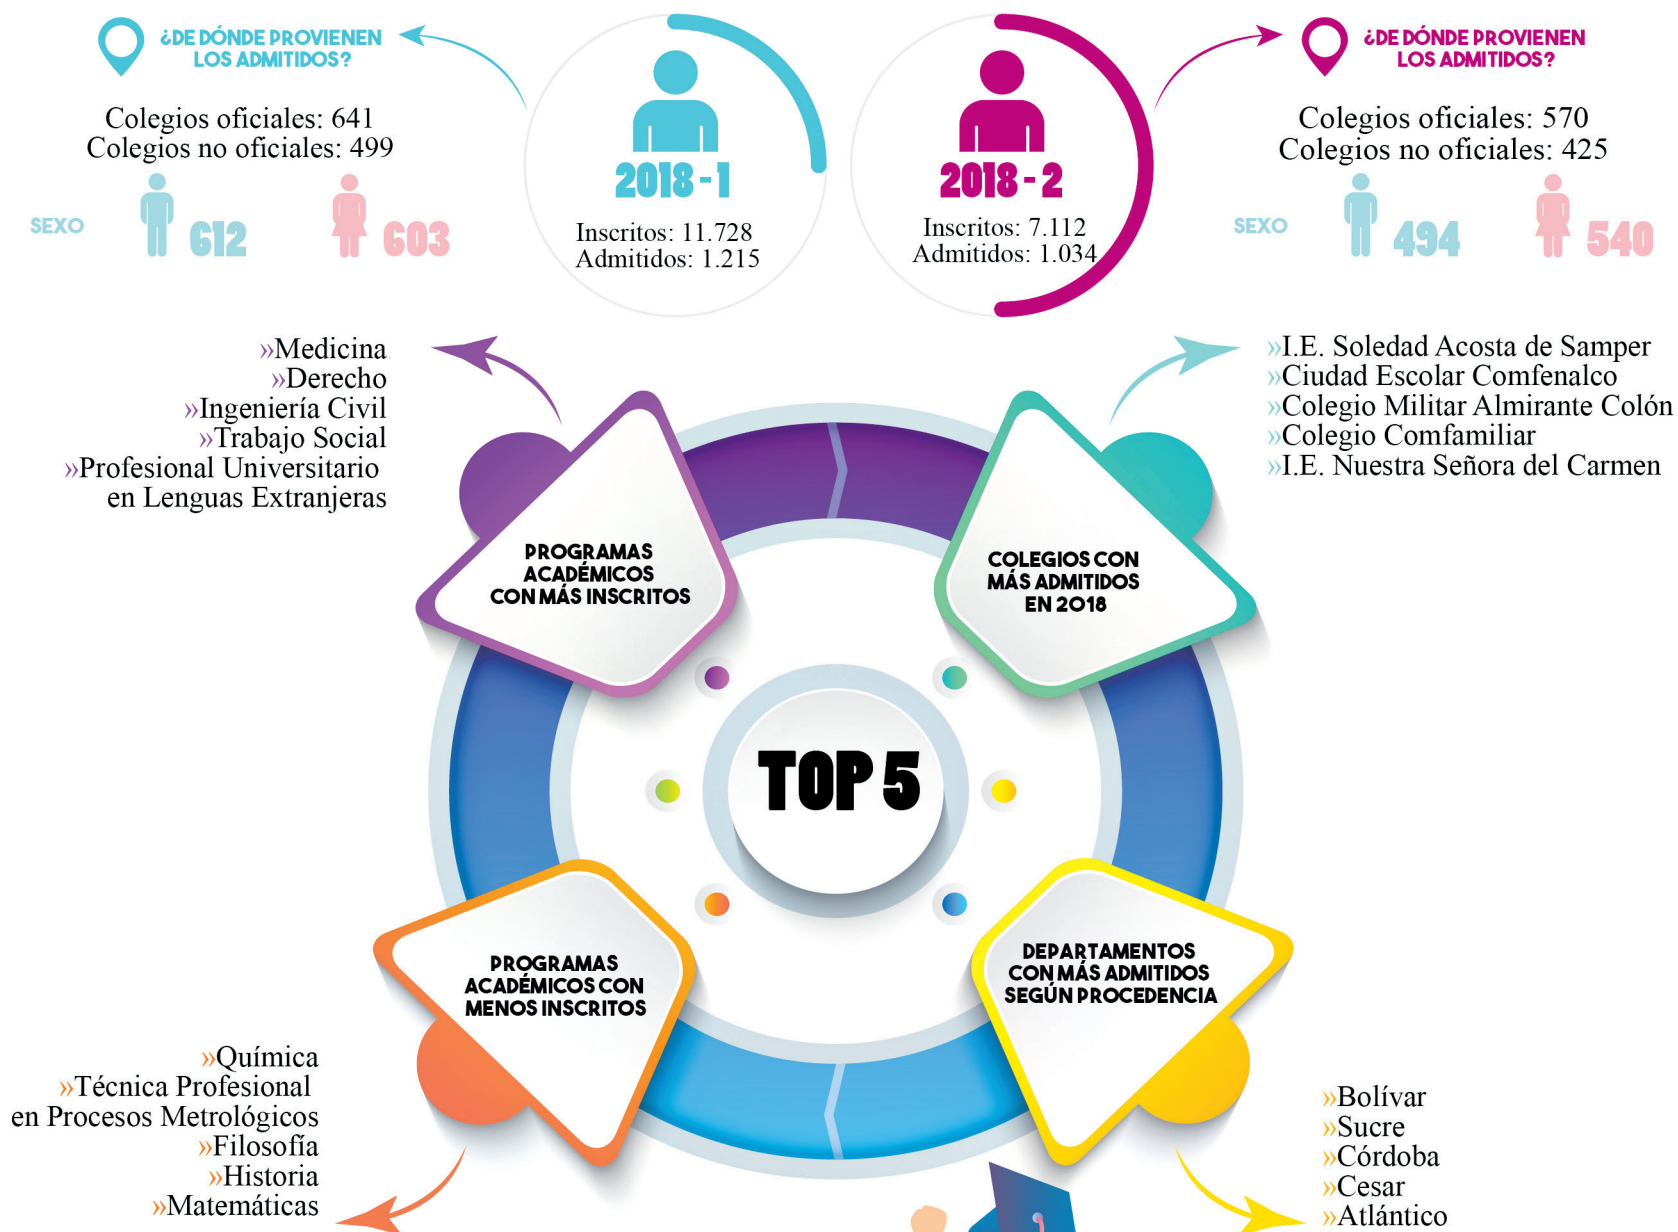 ¿DE DÓNDE PROVIENEN
LOS ADMITIDOS?
Colegios oficiales: 641
Colegios no oficiales: 499
SEXO
612
603
2018 - 1
Inscritos: 11.728
Admitidos: 1.215
2018 - 2
Inscritos: 7.112
Admitidos: 1.034
¿DE DÓNDE PROVIENEN
LOS ADMITIDOS?
Colegios oficiales: 570
Colegios no oficiales: 425
SEXO
494
540
»Medicina
»Derecho
»Ingeniería Civil
»Trabajo Social
»Profesional Universitario
en Lenguas Extranjeras
»I.E. Soledad Acosta de Samper
»Ciudad Escolar Comfenalco
»Colegio Militar Almirante Colón
»Colegio Comfamiliar
»I.E. Nuestra Señora del Carmen
PROGRAMAS
ACADÉMICOS
CON MÁS INSCRITOS
COLEGIOS CON
MÁS ADMITIDOS
EN 2018
TOP 5
PROGRAMAS
ACADÉMICOS CON
MENOS INSCRITOS
DEPARTAMENTOS
CON MÁS ADMITIDOS
SEGÚN PROCEDENCIA
»Química
»Técnica Profesional
en Procesos Metrológicos
»Filosofía
»Historia
»Matemáticas
»Bolívar
»Sucre
»Córdoba
»Cesar
»Atlántico